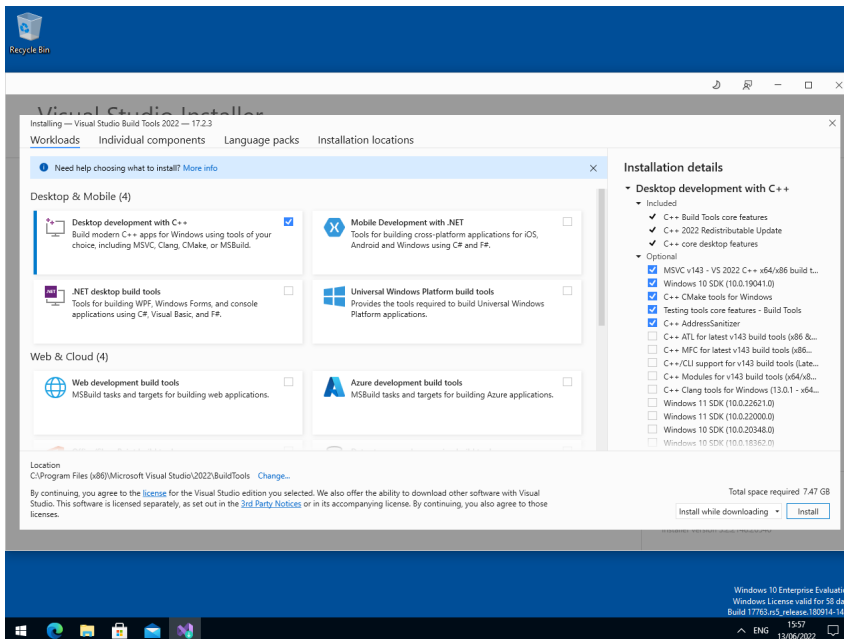 Recycle Bin
Visual Studio Installer
Installing — Visual Studio Build Tools 2022 — 17.2.3
Workloads Individual components Language packs Installation locations
Need help choosing what to install? More info
Desktop & Mobile (4)
Desktop development with C++
Build modern C++ apps for Windows using tools of your
choice, including MSVC, Clang, CMake, or MSBuild.
Mobile Development with .NET
Tools for building cross-platform applications for iOS,
Android and Windows using C# and F#.
.NET
.NET desktop build tools
Tools for building WPF, Windows Forms, and console
applications using C#, Visual Basic, and F#.
Universal Windows Platform build tools
Provides the tools required to build Universal Windows
Platform applications.
Web & Cloud (4)
Web development build tools
MSBuild tasks and targets for building web applications.
Azure development build tools
MSBuild tasks and targets for building Azure applications.
Installation details
Desktop development with C++
Included
C++ Build Tools core features
C++ 2022 Redistributable Update
C++ core desktop features
Optional
MSVC v143 - VS 2022 C++ x64/x86 build t...
Windows 10 SDK (10.0.19041.0)
C++ CMake tools for Windows
Testing tools core features - Build Tools
C++ AddressSanitizer
C++ ATL for latest v143 build tools (x86 &...
C++ MFC for latest v143 build tools (x86...
C++/CLI support for v143 build tools (Late...
C++ Modules for v143 build tools (x64/x8...
C++ Clang tools for Windows (13.0.1 - x64...
Windows 11 SDK (10.0.22621.0)
Windows 11 SDK (10.0.22000.0)
Windows 10 SDK (10.0.20348.0)
Windows 10 SDK (10.0.18362.0)
Location
C:\Program Files (x86)\Microsoft Visual Studio\2022\BuildTools Change...
By continuing, you agree to the license for the Visual Studio edition you selected. We also offer the ability to download other software with Visual
Studio. This software is licensed separately, as set out in the 3rd Party Notices or in its accompanying license. By continuing, you also agree to those
licenses.
Total space required 7.47 GB
Install while downloading Install
Windows 10 Enterprise Evaluati
Windows License valid for 58 da
Build 17763.rs5_release.180914-14
ENG
15:57
13/06/2022